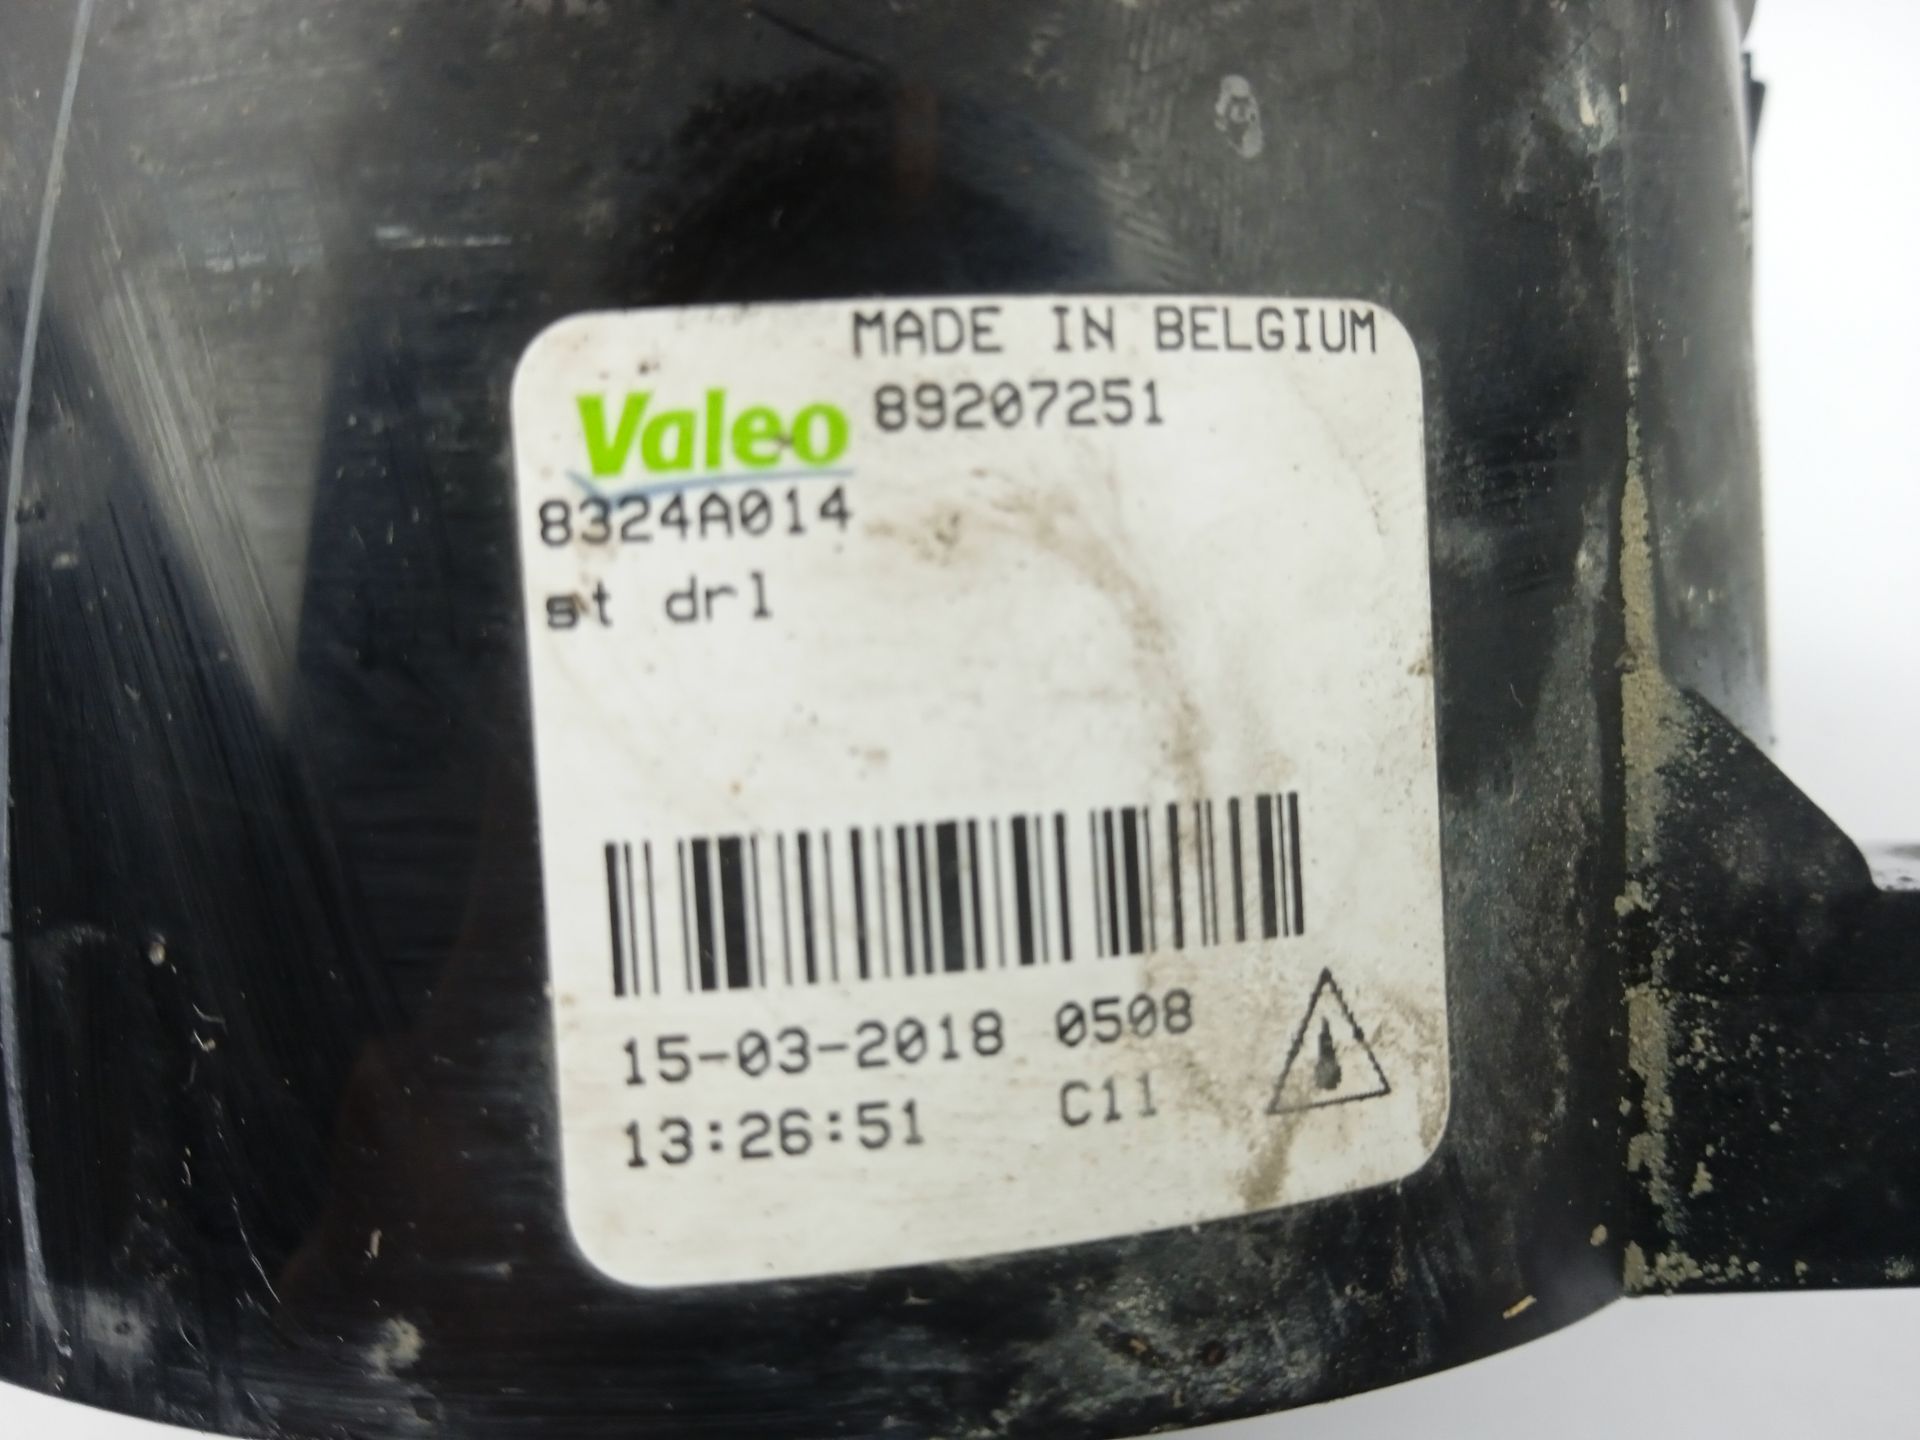 MADE IN BELGIUM
Valeo 89207251
8324A014
st drl
15-03-2018 0508
13:26:51 C11